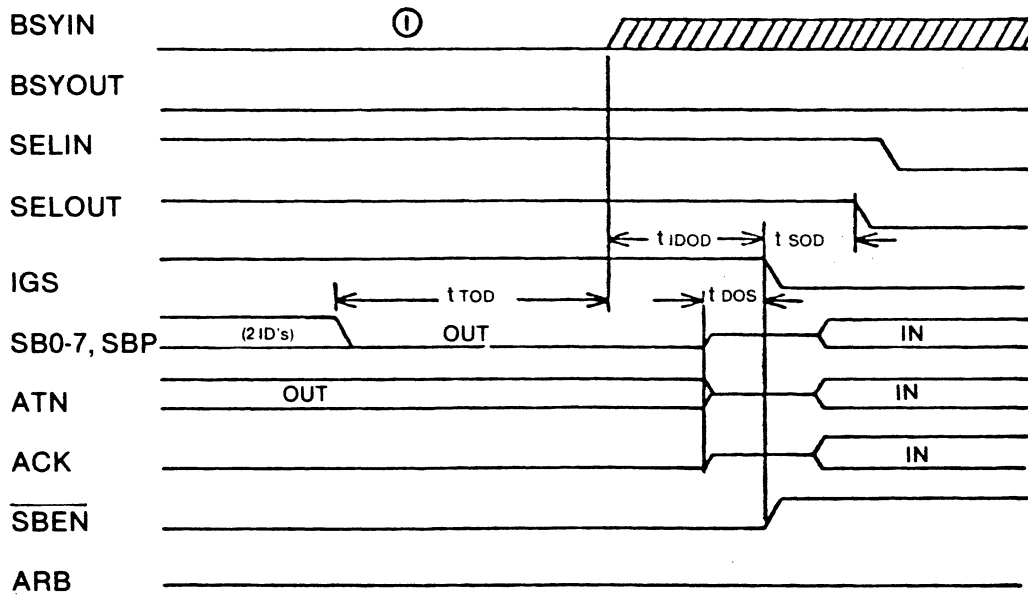 BSYIN ①
BSYOUT
SELIN
SELOUT
t IDOD t SOD
IGS
t TOD t DOS
SB0-7, SBP (2 ID's) OUT IN
ATN OUT IN
ACK IN
SBEN
ARB